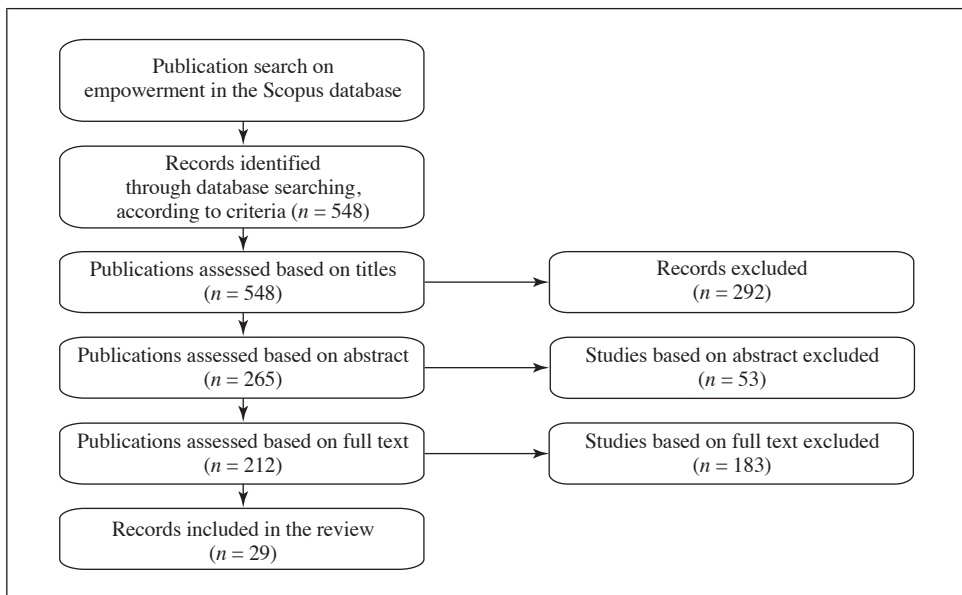 Publication search on
empowerment in the Scopus database
Records identified
through database searching,
according to criteria (n = 548)
Publications assessed based on titles
(n = 548)
Records excluded
(n = 292)
Publications assessed based on abstract
(n = 265)
Studies based on abstract excluded
(n = 53)
Publications assessed based on full text
(n = 212)
Studies based on full text excluded
(n = 183)
Records included in the review
(n = 29)